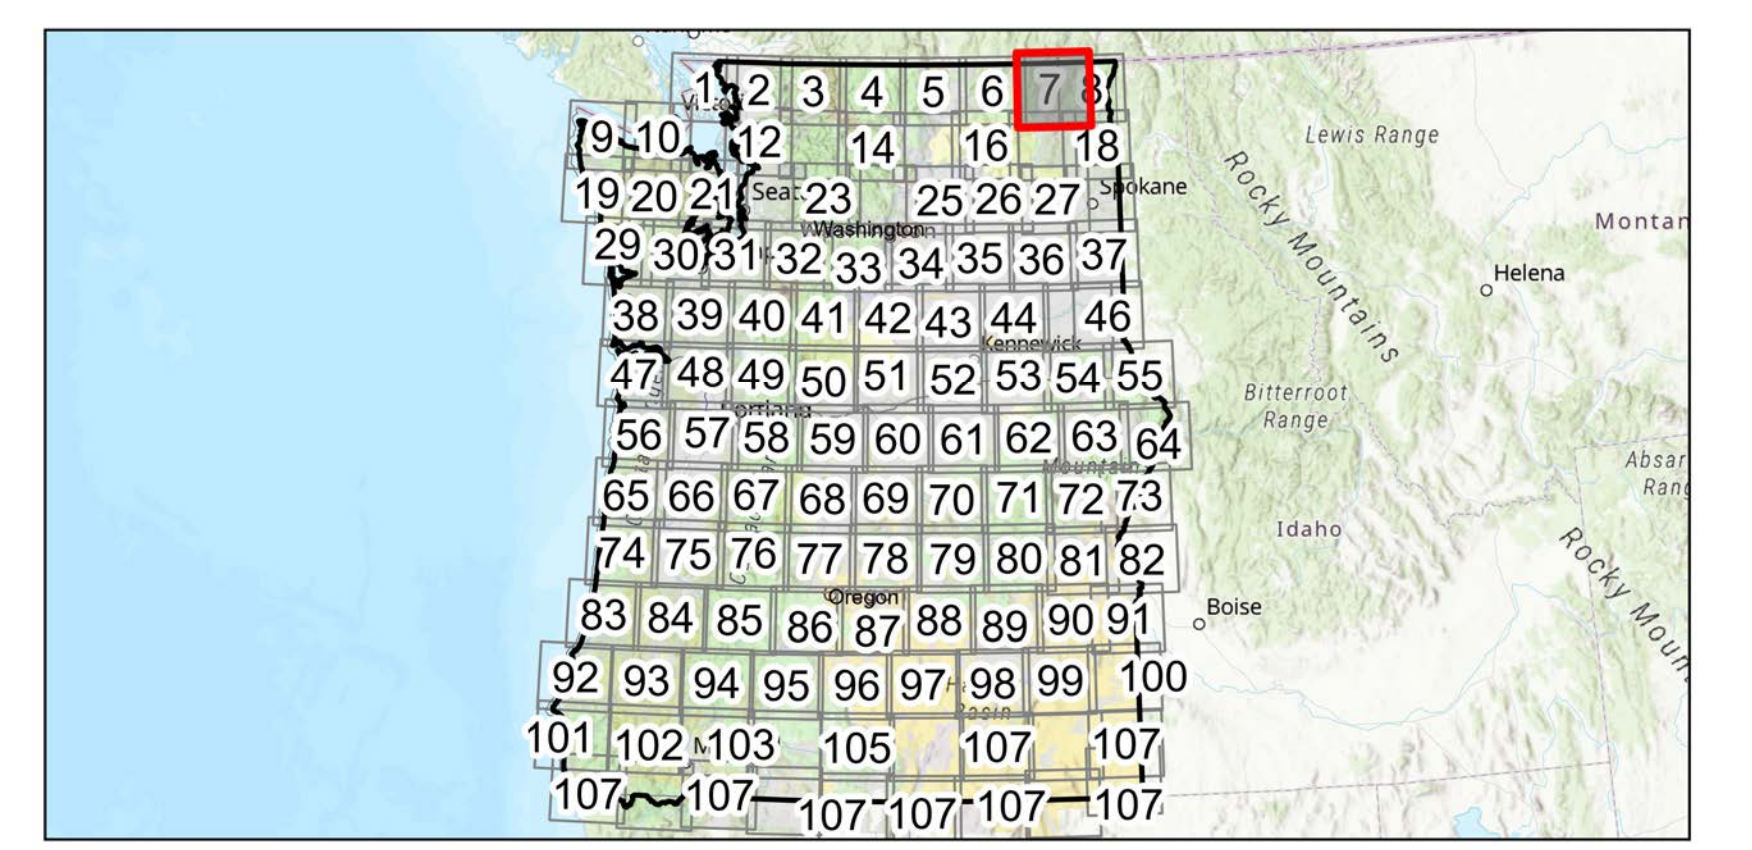 1 2 3 4 5 6 7 8
9 10 12 14 16 18
Lewis Range
19 20 21 23 25 26 27 Spokane
Washington
Montan
29 30 31 32 33 34 35 36 37
Rocky Mountains
Helena
38 39 40 41 42 43 44 46
Kennewick
47 48 49 50 51 52 53 54 55
Bitterroot
Range
Portland
56 57 58 59 60 61 62 63 64
Mountain
Absar
Rang
65 66 67 68 69 70 71 72 73
Idaho
74 75 76 77 78 79 80 81 82
Rocky Moun
Oregon
Boise
83 84 85 86 87 88 89 90 91
92 93 94 95 96 97 98 99 100
Basin
101 102 103 105 107 107
107 107 107 107 107 107